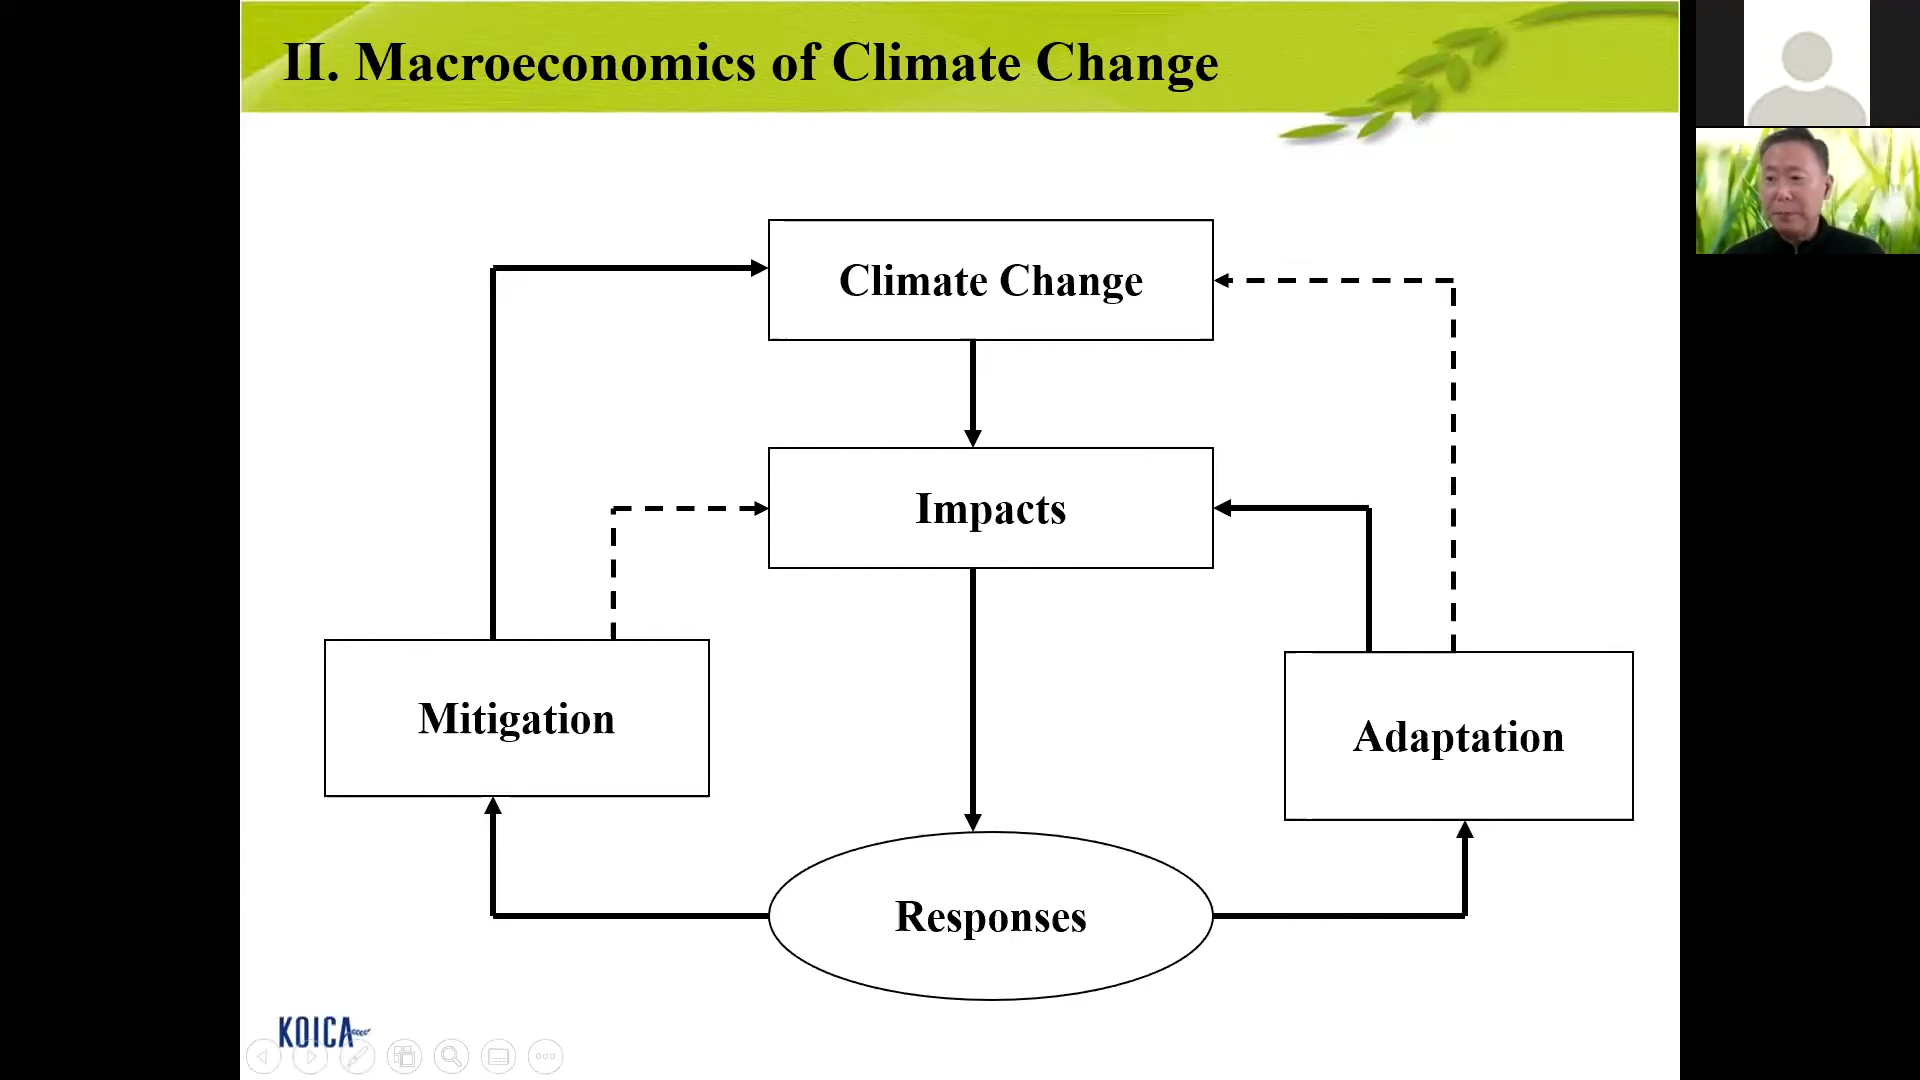 II. Macroeconomics of Climate Change
Climate Change
Impacts
Mitigation
Adaptation
Responses
KOICA